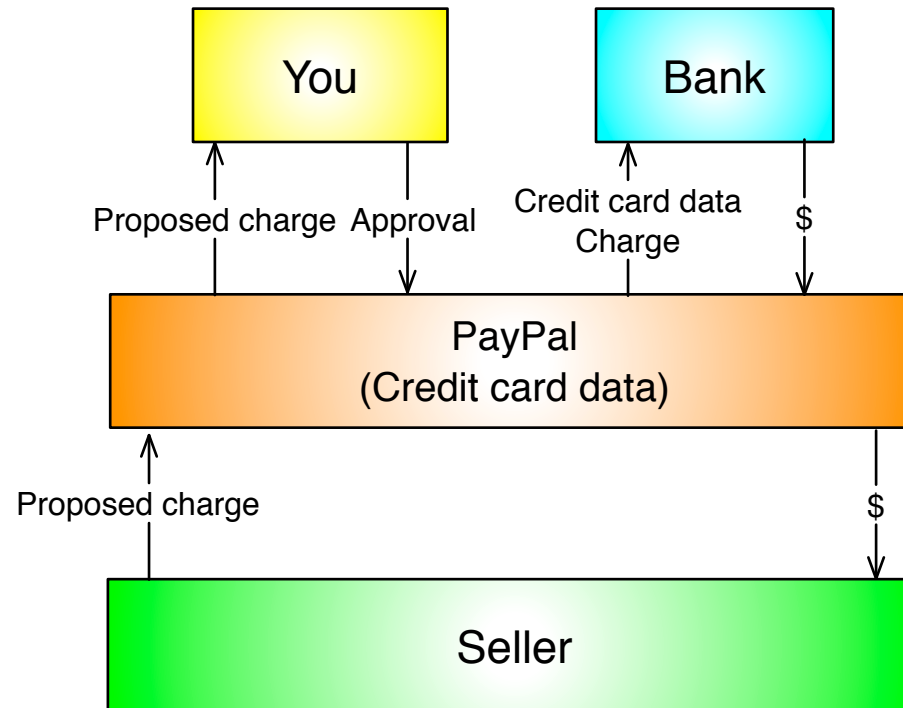 You
Bank
Proposed charge
Approval
Credit card data
Charge
$
PayPal
(Credit card data)
Proposed charge
$
Seller